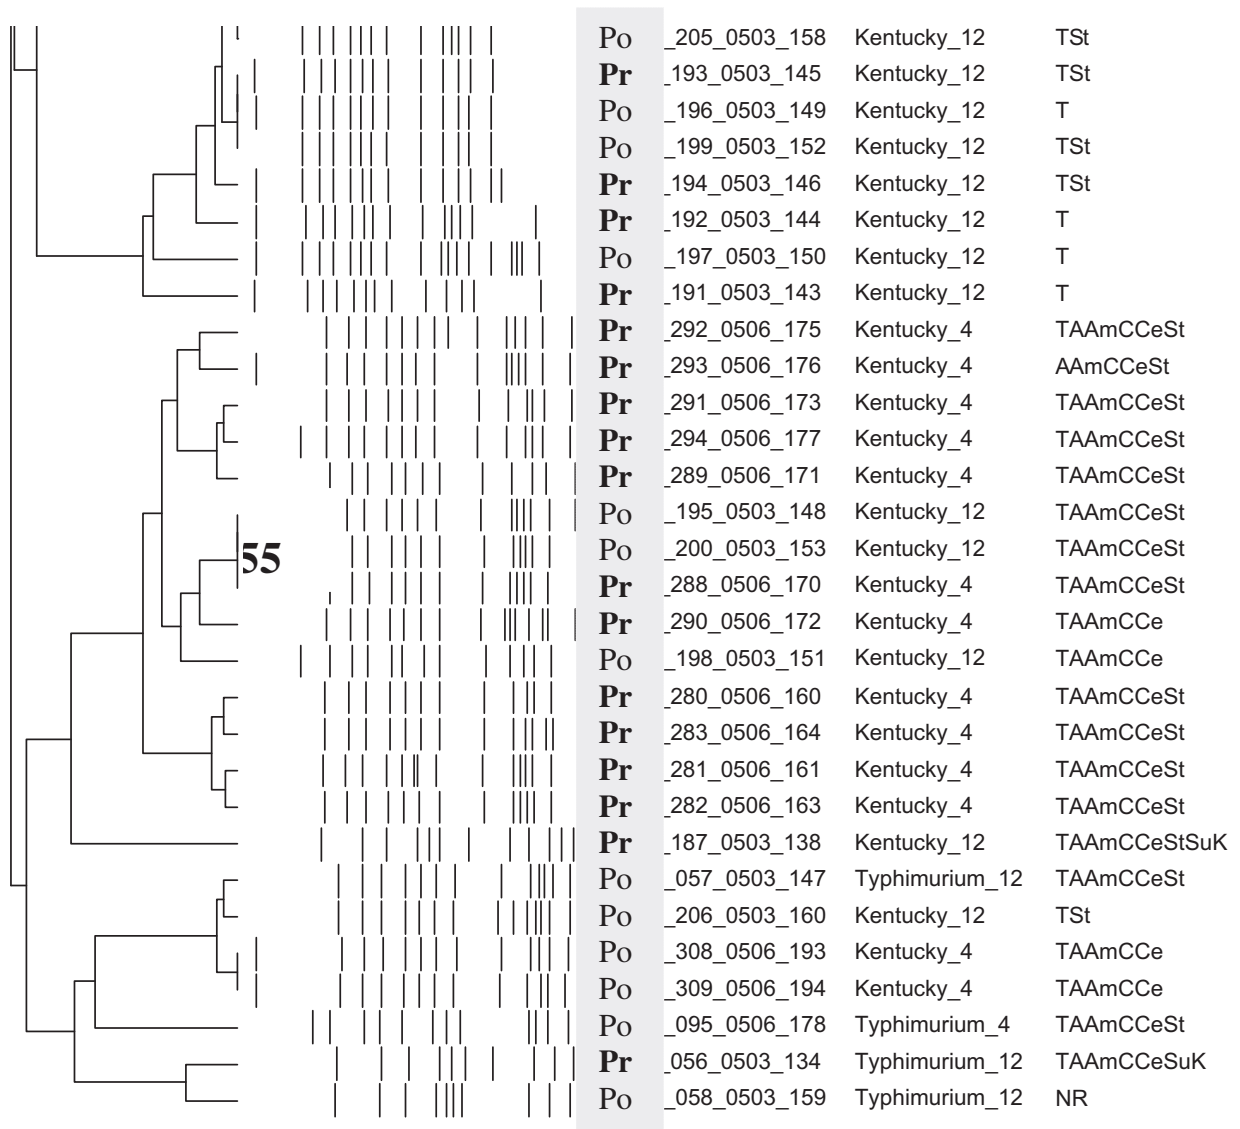 Po _205_0503_158 Kentucky_12 TSt
Pr _193_0503_145 Kentucky_12 TSt
Po _196_0503_149 Kentucky_12 T
Po _199_0503_152 Kentucky_12 TSt
Pr _194_0503_146 Kentucky_12 TSt
Pr _192_0503_144 Kentucky_12 T
Po _197_0503_150 Kentucky_12 T
Pr _191_0503_143 Kentucky_12 T
Pr _292_0506_175 Kentucky_4 TAAmCCeSt
Pr _293_0506_176 Kentucky_4 AAmCCeSt
Pr _291_0506_173 Kentucky_4 TAAmCCeSt
Pr _294_0506_177 Kentucky_4 TAAmCCeSt
Pr _289_0506_171 Kentucky_4 TAAmCCeSt
Po _195_0503_148 Kentucky_12 TAAmCCeSt
55 Po _200_0503_153 Kentucky_12 TAAmCCeSt
Pr _288_0506_170 Kentucky_4 TAAmCCeSt
Pr _290_0506_172 Kentucky_4 TAAmCCe
Po _198_0503_151 Kentucky_12 TAAmCCe
Pr _280_0506_160 Kentucky_4 TAAmCCeSt
Pr _283_0506_164 Kentucky_4 TAAmCCeSt
Pr _281_0506_161 Kentucky_4 TAAmCCeSt
Pr _282_0506_163 Kentucky_4 TAAmCCeSt
Pr _187_0503_138 Kentucky_12 TAAmCCeStSuK
Po _057_0503_147 Typhimurium_12 TAAmCCeSt
Po _206_0503_160 Kentucky_12 TSt
Po _308_0506_193 Kentucky_4 TAAmCCe
Po _309_0506_194 Kentucky_4 TAAmCCe
Po _095_0506_178 Typhimurium_4 TAAmCCeSt
Pr _056_0503_134 Typhimurium_12 TAAmCCeSuK
Po _058_0503_159 Typhimurium_12 NR